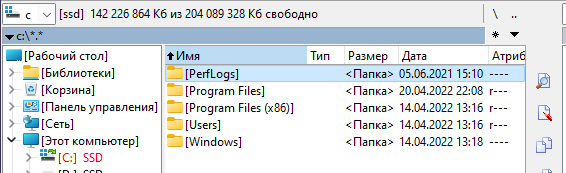 c [ssd] 142 226 864 Кб из 204 089 328 Кб свободно \ ..
c:\*.* * ▼
[Рабочий стол]
[Библиотеки]
[Корзина]
[Панель управления]
[Сеть]
[Этот компьютер]
[C:] SSD
Имя Тип Размер Дата Атриб
[PerfLogs] <Папка> 05.06.2021 15:10 ----
[Program Files] <Папка> 20.04.2022 22:08 r---
[Program Files (x86)] <Папка> 14.04.2022 13:16 r---
[Users] <Папка> 14.04.2022 13:16 r---
[Windows] <Папка> 14.04.2022 13:18 ----